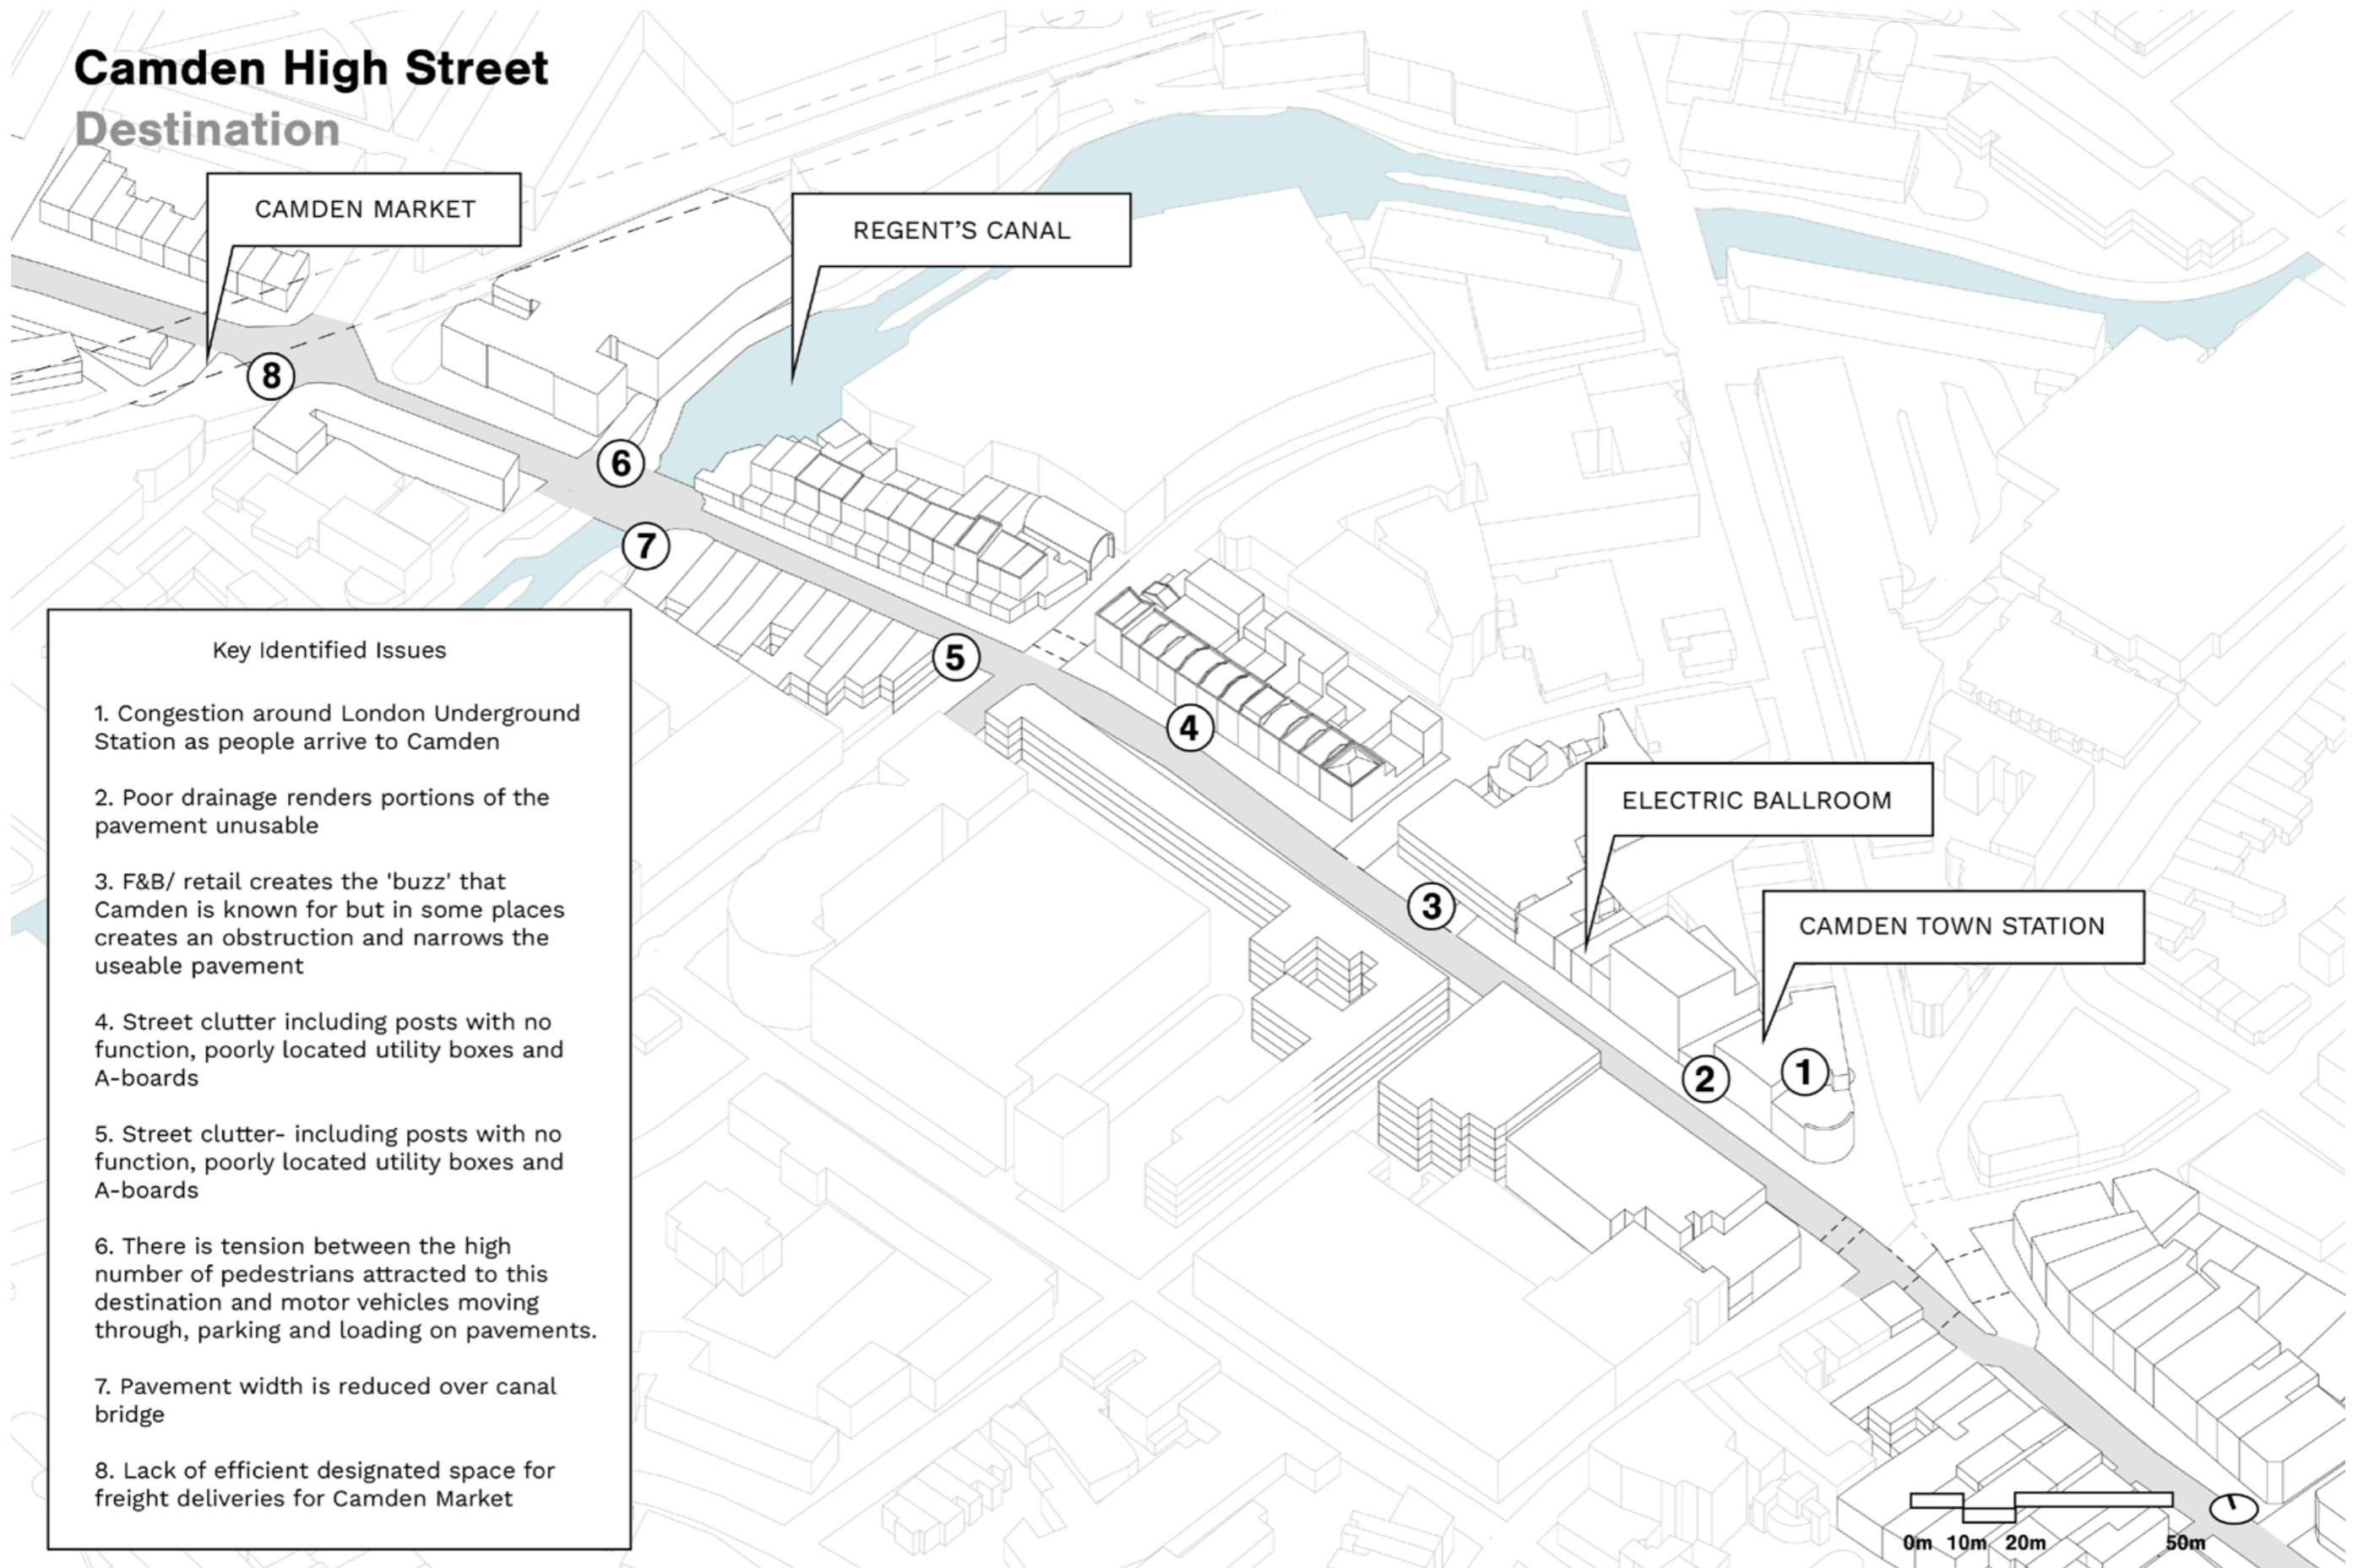 Camden High Street
Destination
CAMDEN MARKET
REGENT'S CANAL
8
6
7
5
4
3
ELECTRIC BALLROOM
CAMDEN TOWN STATION
2
1
Key Identified Issues
1. Congestion around London Underground
Station as people arrive to Camden
2. Poor drainage renders portions of the
pavement unusable
3. F&B/ retail creates the 'buzz' that
Camden is known for but in some places
creates an obstruction and narrows the
useable pavement
4. Street clutter including posts with no
function, poorly located utility boxes and
A-boards
5. Street clutter- including posts with no
function, poorly located utility boxes and
A-boards
6. There is tension between the high
number of pedestrians attracted to this
destination and motor vehicles moving
through, parking and loading on pavements.
7. Pavement width is reduced over canal
bridge
8. Lack of efficient designated space for
freight deliveries for Camden Market
0m 10m 20m 50m